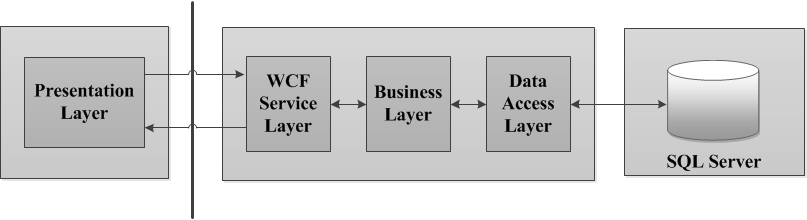 Presentation
Layer
WCF
Service
Layer
Business
Layer
Data
Access
Layer
SQL Server